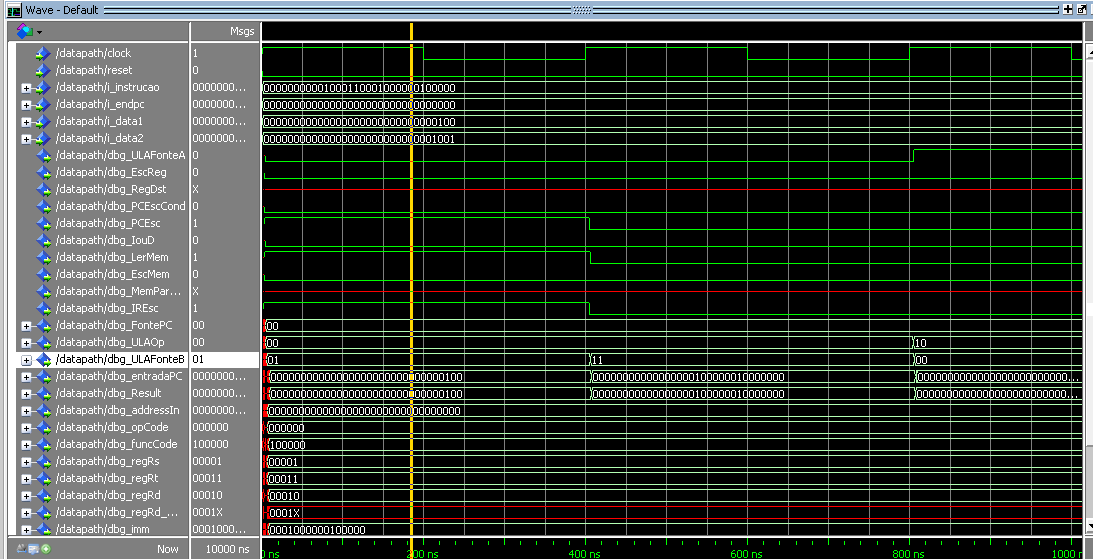 Wave - Default
Msgs
/datapath/clock 1
/datapath/reset 0
/datapath/i_instrucao 0000000... 00000000001000110001000000100000
/datapath/i_endpc 0000000... 00000000000000000000000000000000
/datapath/i_data1 0000000... 00000000000000000000000000000100
/datapath/i_data2 0000000... 00000000000000000000000000001001
/datapath/dbg_ULAFonteA 0
/datapath/dbg_EscReg 0
/datapath/dbg_RegDst X
/datapath/dbg_PCEscCond 0
/datapath/dbg_PCEsc 1
/datapath/dbg_IouD 0
/datapath/dbg_LerMem 1
/datapath/dbg_EscMem 0
/datapath/dbg_MemPar... X
/datapath/dbg_IREsc 1
/datapath/dbg_FontePC 00 00
/datapath/dbg_ULAOp 00 00 10
/datapath/dbg_ULAFonteB 01 01 11 00
/datapath/dbg_entradaPC 0000000... 00000000000000000000000000000100 00000000000000000100000010000000 0000000000000000000000000...
/datapath/dbg_Result 0000000... 00000000000000000000000000000100 00000000000000000100000010000000 0000000000000000000000000...
/datapath/dbg_addressIn 0000000... 00000000000000000000000000000000
/datapath/dbg_opCode 000000 000000
/datapath/dbg_funcCode 100000 100000
/datapath/dbg_regRs 00001 00001
/datapath/dbg_regRt 00011 00011
/datapath/dbg_regRd 00010 00010
/datapath/dbg_regRd_... 0001X 0001X
/datapath/dbg_imm 0001000... 0001000000100000
Now 10000 ns ns 200 ns 400 ns 600 ns 800 ns 1000